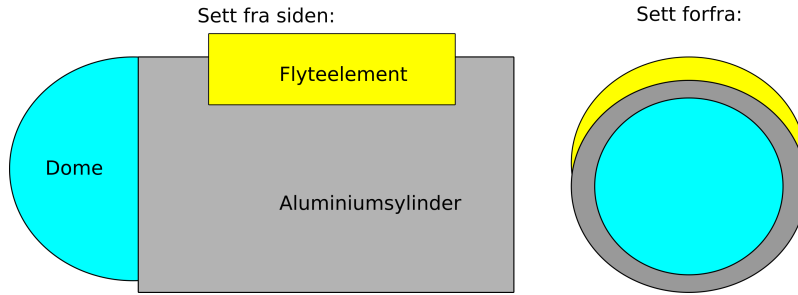 Sett fra siden:
Sett forfra:
Flyteelement
Dome
Aluminiumsylinder